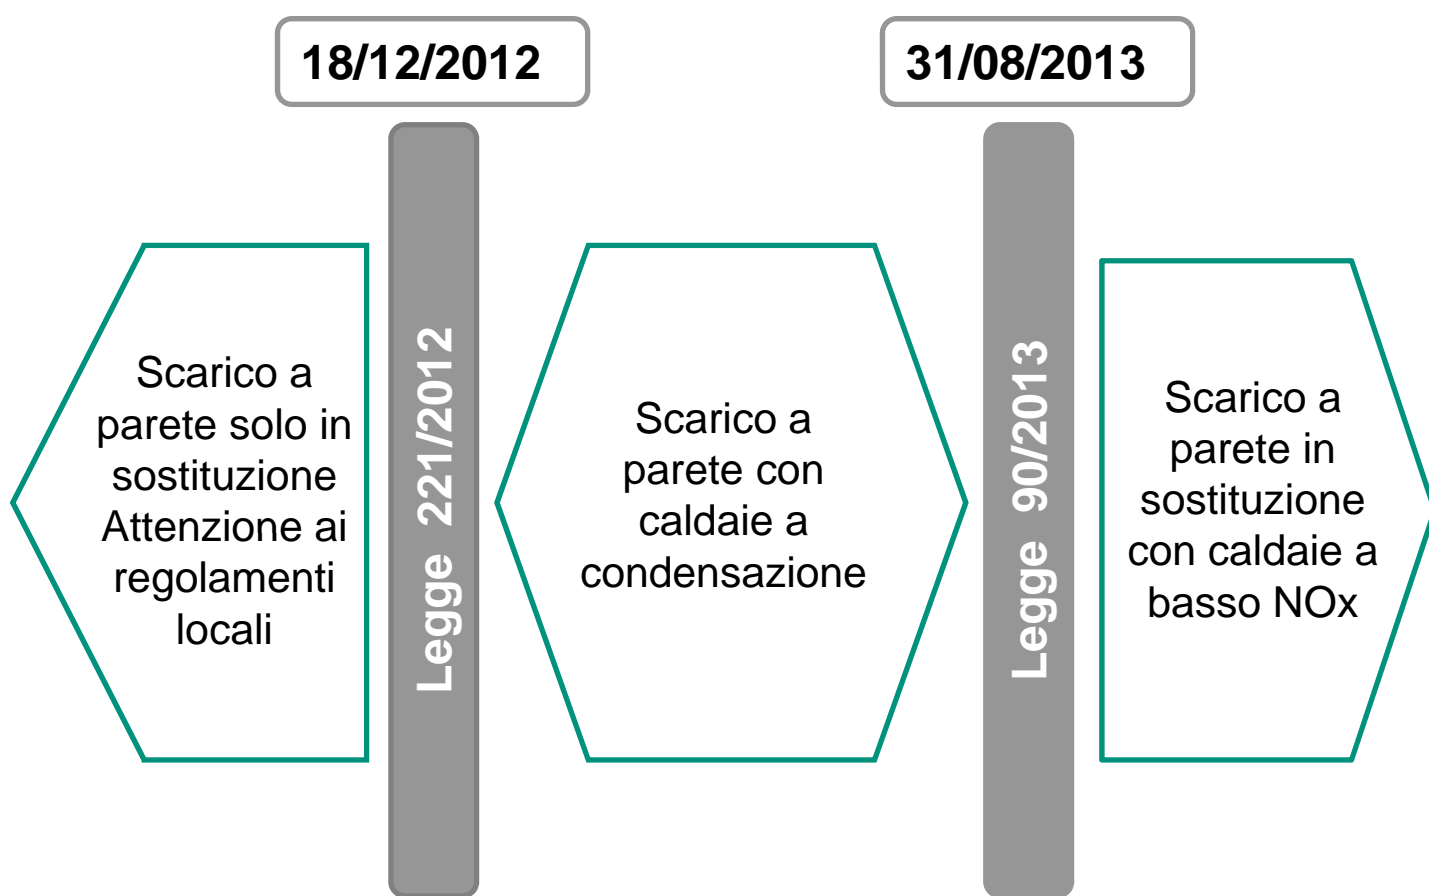 18/12/2012
31/08/2013
Scarico a
parete solo in
sostituzione
Attenzione ai
regolamenti
locali
Legge 221/2012
Scarico a
parete con
caldaie a
condensazione
Legge 90/2013
Scarico a
parete in
sostituzione
con caldaie a
basso NOx